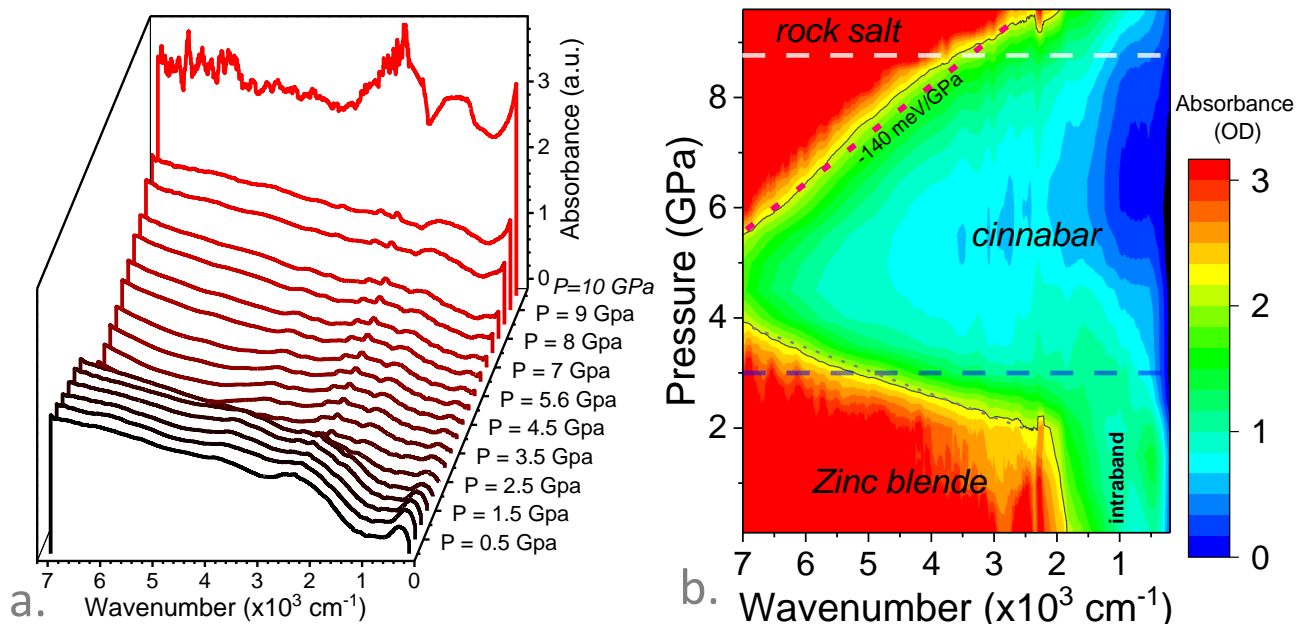 a.
7
6
5
4
3
2
1
0
Wavenumber (x10³ cm⁻¹)
0
1
2
3
Absorbance (a.u.)
P=10 GPa
P = 9 Gpa
P = 8 Gpa
P = 7 Gpa
P = 5.6 Gpa
P = 4.5 Gpa
P = 3.5 Gpa
P = 2.5 Gpa
P = 1.5 Gpa
P = 0.5 Gpa
b.
Pressure (GPa)
8
6
4
2
rock salt
-140 meV/GPa
cinnabar
Zinc blende
intraband
7
6
5
4
3
2
1
Wavenumber (x10³ cm⁻¹)
Absorbance
(OD)
3
2
1
0